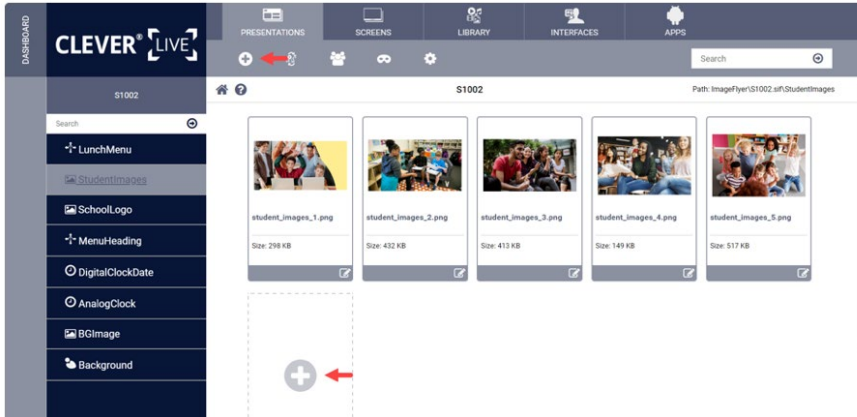 DASHBOARD
CLEVER® [LIVE]
PRESENTATIONS
SCREENS
LIBRARY
INTERFACES
APPS
Search
S1002
S1002
Path: ImageFlyer\S1002.sif\StudentImages
Search
LunchMenu
StudentImages
SchoolLogo
MenuHeading
DigitalClockDate
AnalogClock
BGImage
Background
student_images_1.png
student_images_2.png
student_images_3.png
student_images_4.png
student_images_5.png
Size: 298 KB
Size: 432 KB
Size: 413 KB
Size: 149 KB
Size: 517 KB